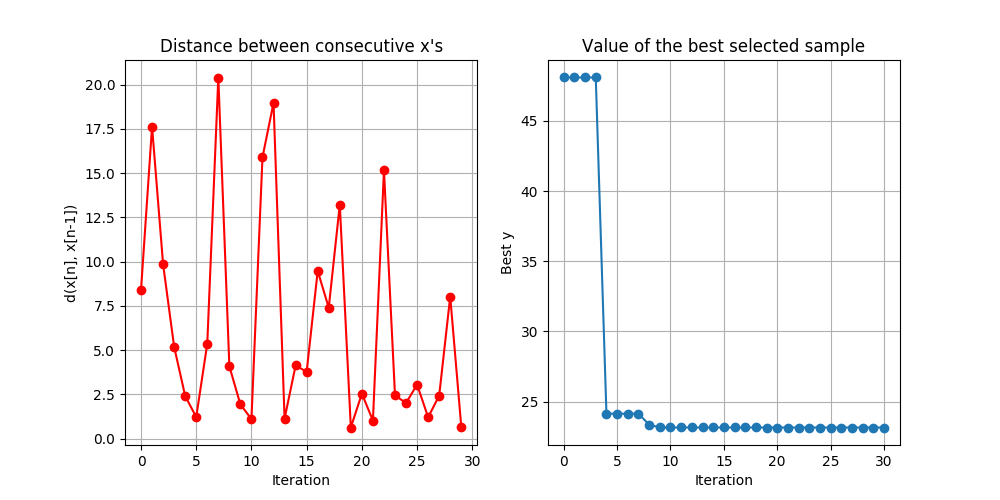 Distance between consecutive x's
20.0
17.5
15.0
12.5
10.0
7.5
5.0
2.5
0.0
d(x[n], x[n-1])
0 5 10 15 20 25 30
Iteration
Value of the best selected sample
45
40
35
30
25
Best y
0 5 10 15 20 25 30
Iteration